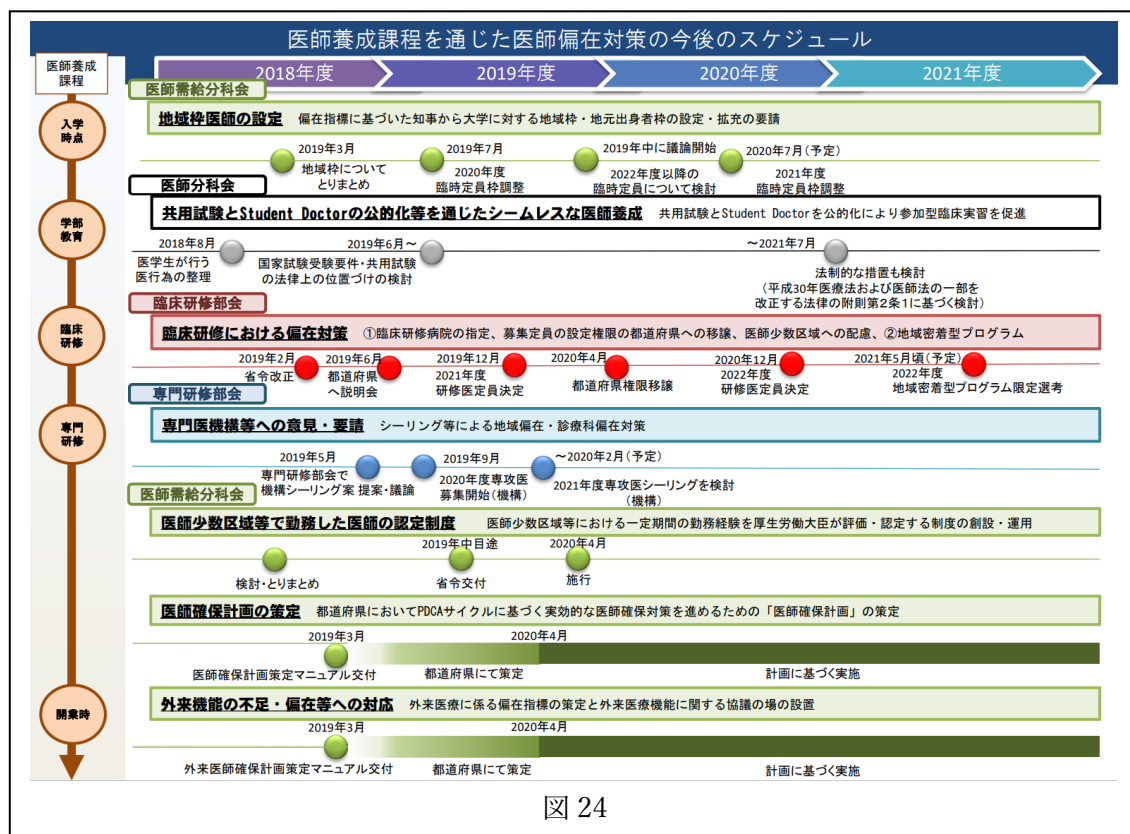 医師養成課程を通じた医師偏在対策の今後のスケジュール
医師養成
課程
2018年度
2019年度
2020年度
2021年度
入学
時点
医師需給分科会
地域枠医師の設定 偏在指標に基づいた知事から大学に対する地域枠・地元出身者枠の設定・拡充の要請
2019年3月
地域枠について
とりまとめ
2019年7月
2020年度
臨時定員枠調整
2019年中に議論開始
2022年度以降の
臨時定員について検討
2020年7月(予定)
2021年度
臨時定員枠調整
学部
教育
医師分科会
共用試験とStudent Doctorの公的化等を通じたシームレスな医師養成 共用試験とStudent Doctorを公的化により参加型臨床実習を促進
2018年8月
医学生が行う
医行為の整理
2019年6月～
国家試験受験要件・共用試験
の法律上の位置づけの検討
～2021年7月
法制的な措置も検討
(平成30年医療法および医師法の一部を
改正する法律の附則第2条1に基づく検討)
臨床
研修
臨床研修部会
臨床研修における偏在対策 ①臨床研修病院の指定、募集定員の設定権限の都道府県への移譲、医師少数区域への配慮、②地域密着型プログラム
2019年2月
省令改正
2019年6月
都道府県
へ説明会
2019年12月
2021年度
研修医定員決定
2020年4月
都道府県権限移譲
2020年12月
2022年度
研修医定員決定
2021年5月頃(予定)
2022年度
地域密着型プログラム限定選考
専門
研修
専門研修部会
専門医機構等への意見・要請 シーリング等による地域偏在・診療科偏在対策
2019年5月
専門研修部会で
機構シーリング案 提案・議論
2019年9月
2020年度専攻医
募集開始(機構)
～2020年2月(予定)
2021年度専攻医シーリングを検討
(機構)
医師需給分科会
医師少数区域等で勤務した医師の認定制度 医師少数区域等における一定期間の勤務経験を厚生労働大臣が評価・認定する制度の創設・運用
検討・とりまとめ
2019年中目途
省令交付
2020年4月
施行
医師確保計画の策定 都道府県においてPDCAサイクルに基づく実効的な医師確保対策を進めるための「医師確保計画」の策定
2019年3月
医師確保計画策定マニュアル交付
都道府県にて策定
2020年4月
計画に基づく実施
開業時
外来機能の不足・偏在等への対応 外来医療に係る偏在指標の策定と外来医療機能に関する協議の場の設置
2019年3月
外来医師確保計画策定マニュアル交付
都道府県にて策定
2020年4月
計画に基づく実施
図 24